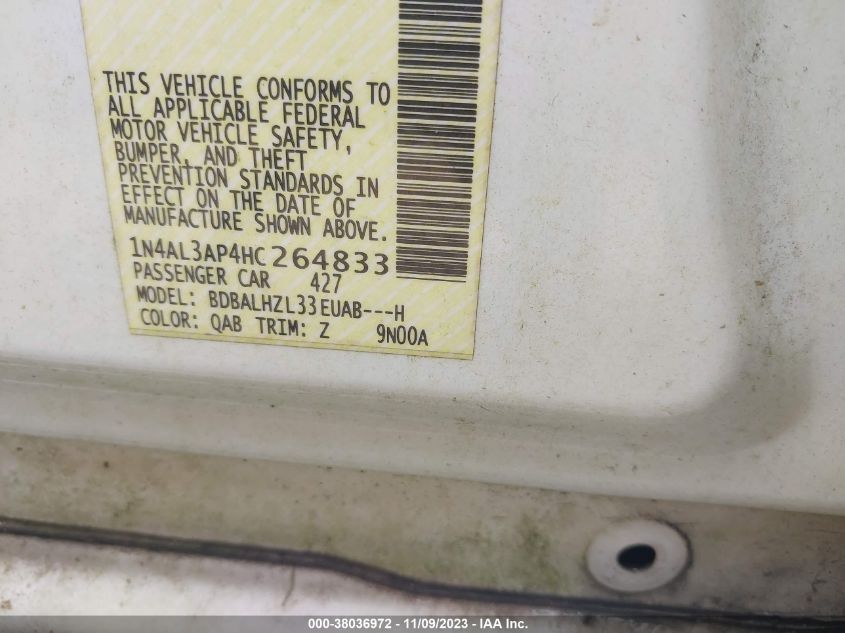 THIS VEHICLE CONFORMS TO
ALL APPLICABLE FEDERAL
MOTOR VEHICLE SAFETY,
BUMPER, AND THEFT
PREVENTION STANDARDS IN
EFFECT ON THE DATE OF
MANUFACTURE SHOWN ABOVE.
1N4AL3AP4HC264833
PASSENGER CAR 427
MODEL: BDBALHZL33EUAB---H
COLOR: QAB TRIM: Z 9N00A
000-38036972 - 11/09/2023 - IAA Inc.